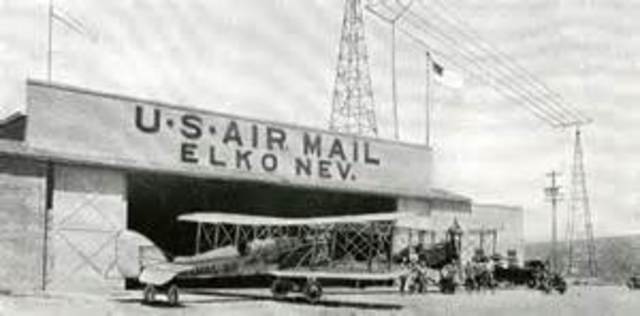 U·S·AIR MAIL
ELKO NEV.